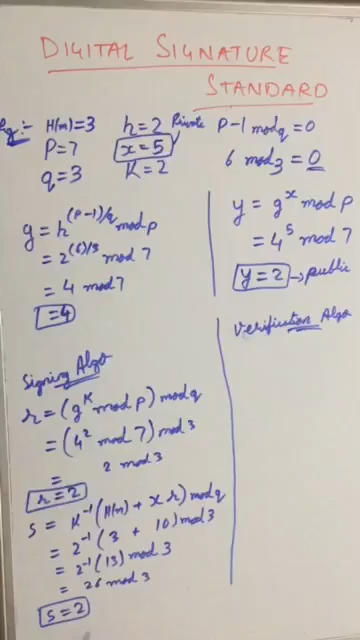 DIGITAL SIGNATURE
STANDARD
Eg:- H(m)=3 h=2 Private
P=7 x=5
q=3 K=2
P-1 mod q = 0
6 mod 3 = 0
g = h^(P-1)/q mod p
= 2^(6)/3 mod 7
= 4 mod 7
= 4
y = g^x mod p
= 4^5 mod 7
y = 2 → public
Signing Algo
r = (g^K mod p) mod q
= (4^2 mod 7) mod 3
=
2 mod 3
r = 2
s = K^-1 (H(m) + x r) mod q
= 2^-1 (3 + 10) mod 3
= 2^-1 (13) mod 3
= 26 mod 3
s = 2
Verification Algo